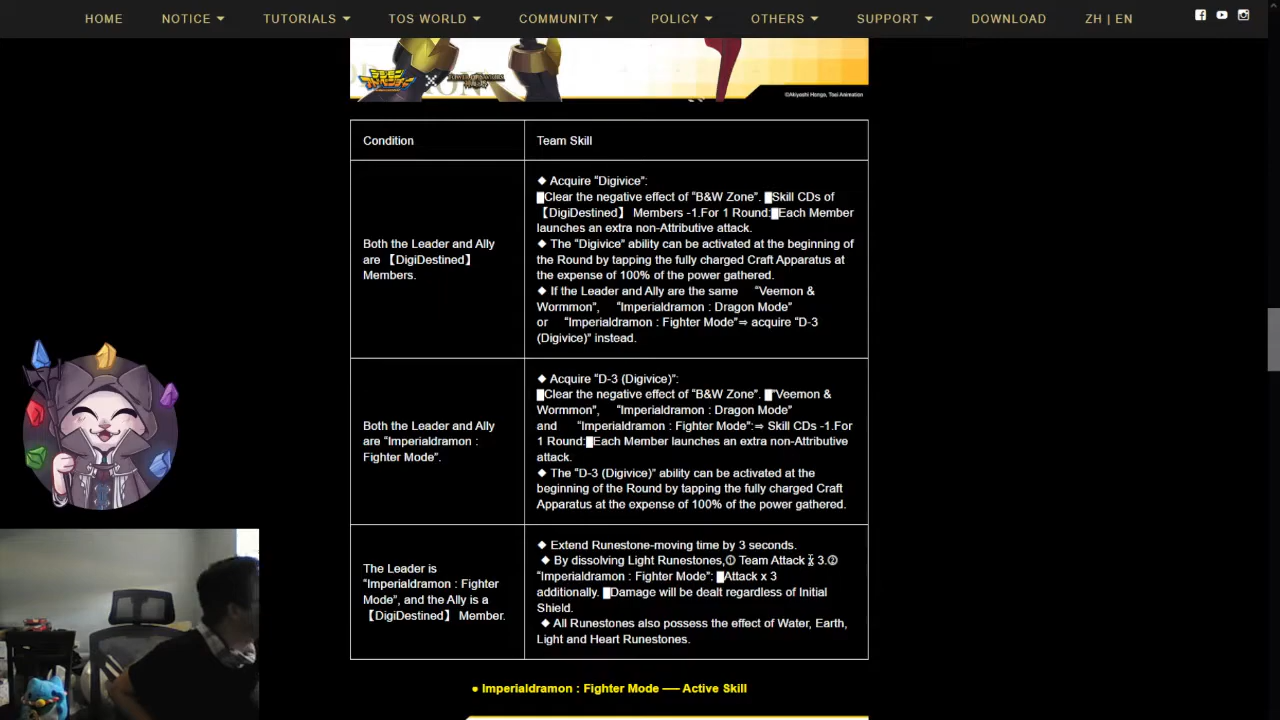 HOME NOTICE TUTORIALS TOS WORLD COMMUNITY POLICY OTHERS SUPPORT DOWNLOAD ZH | EN
©Akiyoshi Hongo, Toei Animation
Condition
Team Skill
Both the Leader and Ally
are 【DigiDestined】
Members.
◆ Acquire “Digivice”:
█Clear the negative effect of “B&W Zone”. █Skill CDs of
【DigiDestined】 Members -1.For 1 Round:█Each Member
launches an extra non-Attributive attack.
◆ The “Digivice” ability can be activated at the beginning of
the Round by tapping the fully charged Craft Apparatus at
the expense of 100% of the power gathered.
◆ If the Leader and Ally are the same “Veemon &
Wormmon”, “Imperialdramon : Dragon Mode”
or “Imperialdramon : Fighter Mode”⇒ acquire “D-3
(Digivice)” instead.
Both the Leader and Ally
are “Imperialdramon :
Fighter Mode”.
◆ Acquire “D-3 (Digivice)”:
█Clear the negative effect of “B&W Zone”. █“Veemon &
Wormmon”, “Imperialdramon : Dragon Mode”
and “Imperialdramon : Fighter Mode”:⇒ Skill CDs -1.For
1 Round:█Each Member launches an extra non-Attributive
attack.
◆ The “D-3 (Digivice)” ability can be activated at the
beginning of the Round by tapping the fully charged Craft
Apparatus at the expense of 100% of the power gathered.
The Leader is
“Imperialdramon : Fighter
Mode”, and the Ally is a
【DigiDestined】 Member.
◆ Extend Runestone-moving time by 3 seconds.
◆ By dissolving Light Runestones,① Team Attack x 3.②
“Imperialdramon : Fighter Mode”: █Attack x 3
additionally. █Damage will be dealt regardless of Initial
Shield.
◆ All Runestones also possess the effect of Water, Earth,
Light and Heart Runestones.
● Imperialdramon : Fighter Mode ── Active Skill